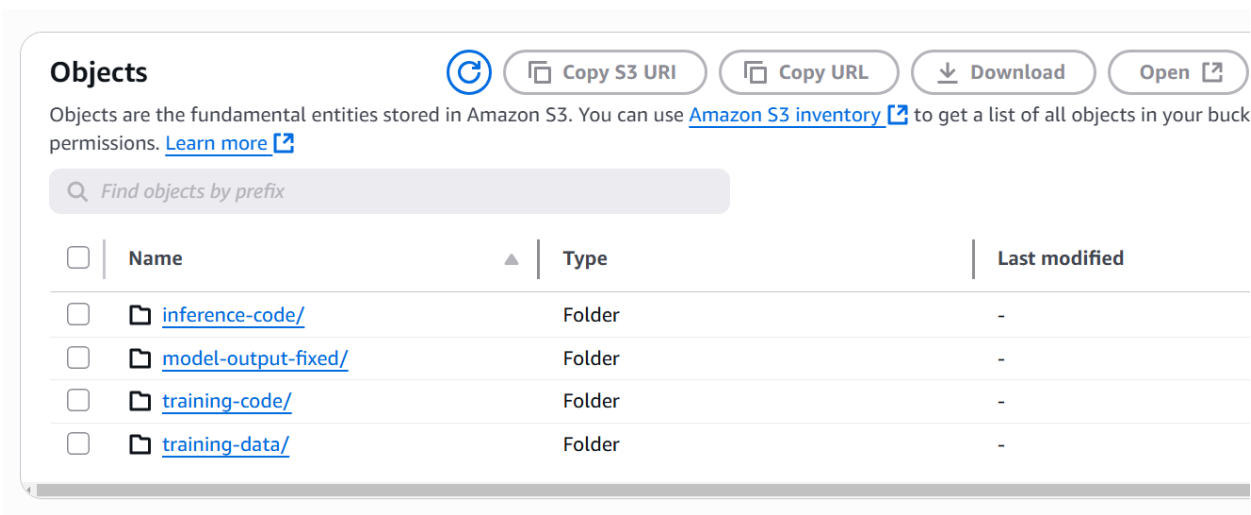 Objects
Copy S3 URI
Copy URL
Download
Open
Objects are the fundamental entities stored in Amazon S3. You can use Amazon S3 inventory to get a list of all objects in your buck
permissions. Learn more
Find objects by prefix
Name Type Last modified
inference-code/ Folder -
model-output-fixed/ Folder -
training-code/ Folder -
training-data/ Folder -